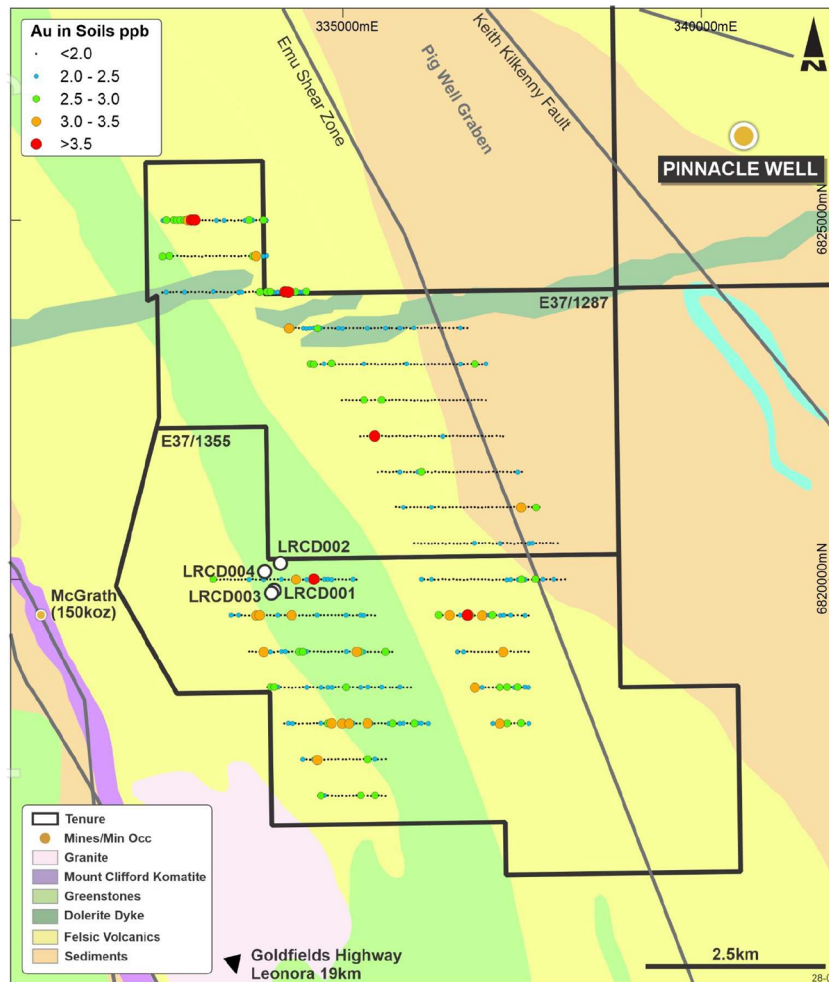 Au in Soils ppb
<2.0
2.0 - 2.5
2.5 - 3.0
3.0 - 3.5
>3.5
335000mE
340000mE
Emu Shear Zone
Pig Well Graben
Keith Kilkenny Fault
N
PINNACLE WELL
6825000mN
E37/1287
E37/1355
LRCD002
LRCD004
LRCD001
LRCD003
6820000mN
McGrath
(150koz)
Tenure
Mines/Min Occ
Granite
Mount Clifford Komatite
Greenstones
Dolerite Dyke
Felsic Volcanics
Sediments
Goldfields Highway
Leonora 19km
2.5km